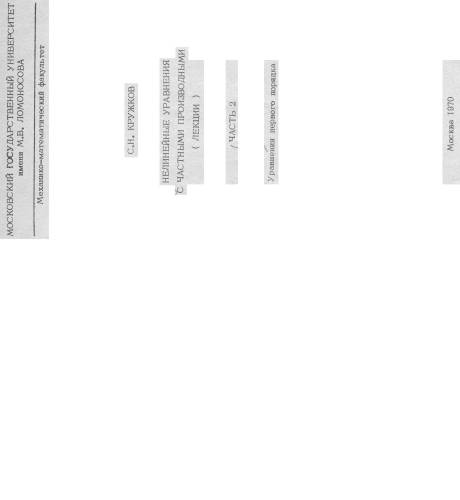 МОСКОВСКИЙ ГОСУДАРСТВЕННЫЙ УНИВЕРСИТЕТ
имени М.В. ЛОМОНОСОВА
Механико-математический факультет
С.Н. КРУЖКОВ
НЕЛИНЕЙНЫЕ УРАВНЕНИЯ
С ЧАСТНЫМИ ПРОИЗВОДНЫМИ
( ЛЕКЦИИ )
/ ЧАСТЬ 2
Уравнения первого порядка
Москва 1970